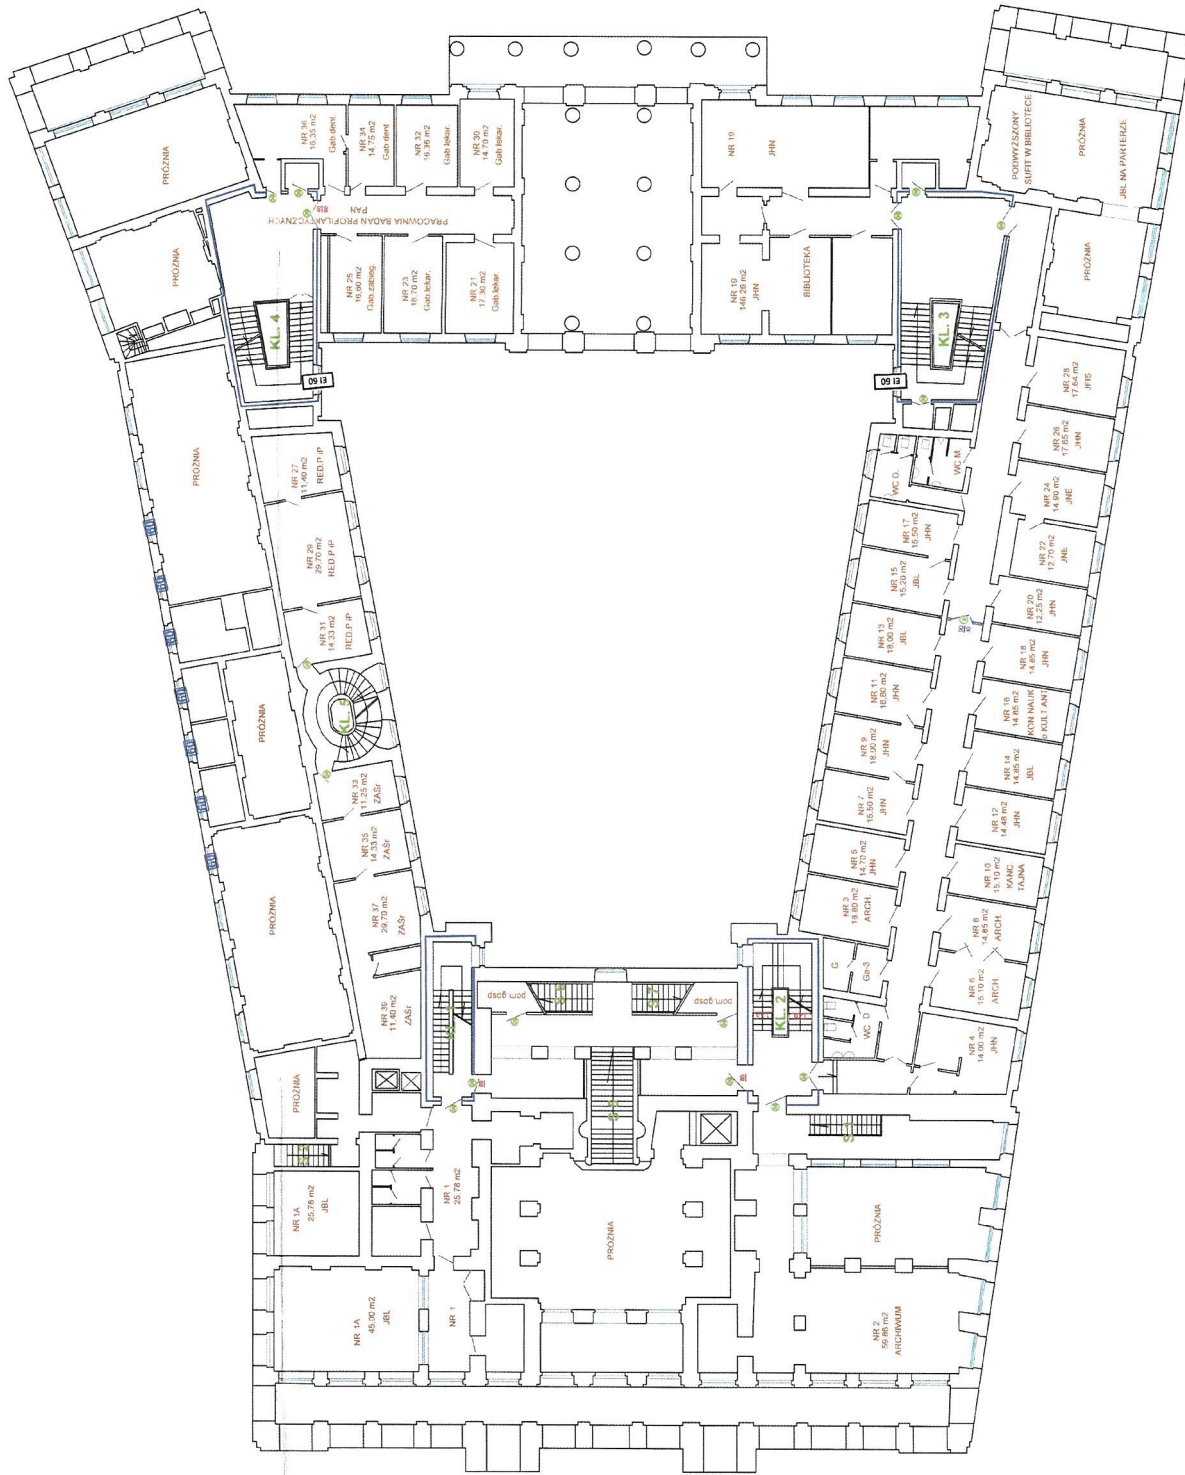 PRÓŻNIA
PRÓŻNIA
NR 36
16,35 m2
Gab.dent.
NR 34
14,75 m2
Gab.dent
NR 32
16,36 m2
Gab.lekar.
NR 30
14,70 m2
Gab.lekar.
PRACOWNIA BADAŃ PROFILAKTYCZNYCH
PAN
NR 25
16,60 m2
Gab.zabieg.
NR 23
18,70 m2
Gab.lekar.
NR 21
17,30 m2
Gab.lekar.
NR 19
JHN
NR 19
146,26 m2
JHN
BIBLIOTEKA
PODWYŻSZONY
SUFIT W BIBLIOTECE
PRÓŻNIA
JBL NA PARTERZE
PRÓŻNIA
KL. 4
EI 60
KL. 3
EI 60
PRÓŻNIA
NR 27
11,40 m2
RED.P iP
NR 29
29,70 m2
RED.P iP
NR 31
14,33 m2
RED.P iP
KL. 5
PRÓŻNIA
NR 33
11,25 m2
ZAŚr
NR 35
14,33 m2
ZAŚr
NR 37
29,70 m2
ZAŚr
NR 39
11,40 m2
ZAŚr
PRÓŻNIA
PRÓŻNIA
WC D.
WC M.
NR 28
17,64 m2
JFIS
NR 26
17,65 m2
JHN
NR 24
14,90 m2
JNE
NR 22
12,70 m2
JNE
NR 20
12,25 m2
JHN
NR 18
14,85 m2
JHN
NR 16
14,85 m2
KON.NAUK
o KULT.ANT.
NR 14
14,85 m2
JBL
NR 12
14,48 m2
JHN
NR 10
15,10 m2
KANC.
TAJNA
NR 8
14,85 m2
ARCH.
NR 6
15,10 m2
ARCH.
NR 4
14,00 m2
JHN
NR 17
15,50 m2
JHN
NR 15
15,20 m2
JBL
NR 13
18,00 m2
JBL
NR 11
18,80 m2
JHN
NR 9
18,00 m2
JHN
NR 7
15,50 m2
JHN
NR 5
14,70 m2
JHN
NR 3
18,80 m2
ARCH.
G
Ge-3
WC D
pom gosp
pom gosp
KL. 2
S 7
S 1
NR 1A
25,78 m2
JBL
NR 1
25,78 m2
NR 1A
45,00 m2
JBL
NR 1
PRÓŻNIA
PRÓŻNIA
NR 2
59,86 m2
ARCHIWUM